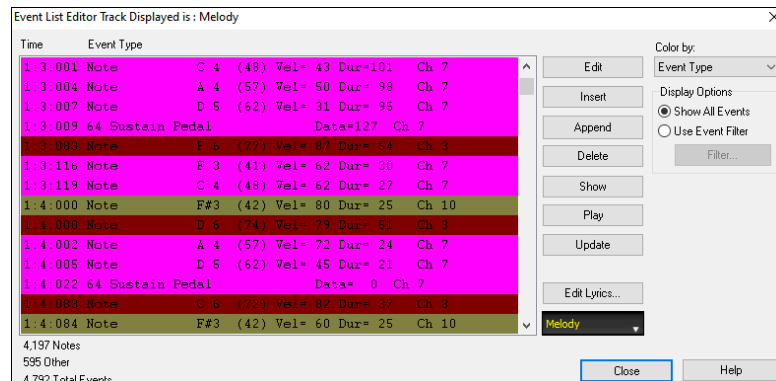 Event List Editor Track Displayed is : Melody
Time Event Type
1:3:001 Note C 4 (48) Vel= 43 Dur=101 Ch 7
1:3:004 Note A 4 (57) Vel= 50 Dur= 98 Ch 7
1:3:007 Note D 5 (62) Vel= 31 Dur= 95 Ch 7
1:3:009 64 Sustain Pedal Data=127 Ch 7
1:3:083 Note F 6 (77) Vel= 87 Dur= 54 Ch 3
1:3:116 Note F 3 (41) Vel= 62 Dur= 30 Ch 7
1:3:119 Note C 4 (48) Vel= 62 Dur= 27 Ch 7
1:4:000 Note F#3 (42) Vel= 80 Dur= 25 Ch 10
1:4:000 Note D 6 (74) Vel= 79 Dur= 51 Ch 3
1:4:002 Note A 4 (57) Vel= 72 Dur= 24 Ch 7
1:4:005 Note D 5 (62) Vel= 45 Dur= 21 Ch 7
1:4:022 64 Sustain Pedal Data= 0 Ch 7
1:4:083 Note C 6 (72) Vel= 82 Dur= 37 Ch 3
1:4:084 Note F#3 (42) Vel= 60 Dur= 25 Ch 10
4,197 Notes
595 Other
4,792 Total Events
Edit
Insert
Append
Delete
Show
Play
Update
Edit Lyrics...
Melody
Color by:
Event Type
Display Options
Show All Events
Use Event Filter
Filter...
Close
Help